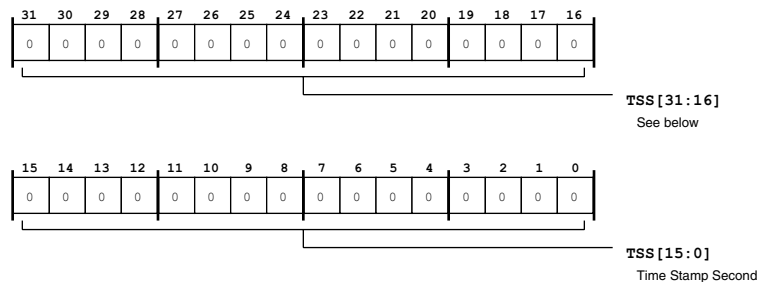 31 30 29 28 27 26 25 24 23 22 21 20 19 18 17 16
0 0 0 0 0 0 0 0 0 0 0 0 0 0 0 0
TSS[31:16]
See below
15 14 13 12 11 10 9 8 7 6 5 4 3 2 1 0
0 0 0 0 0 0 0 0 0 0 0 0 0 0 0 0
TSS[15:0]
Time Stamp Second